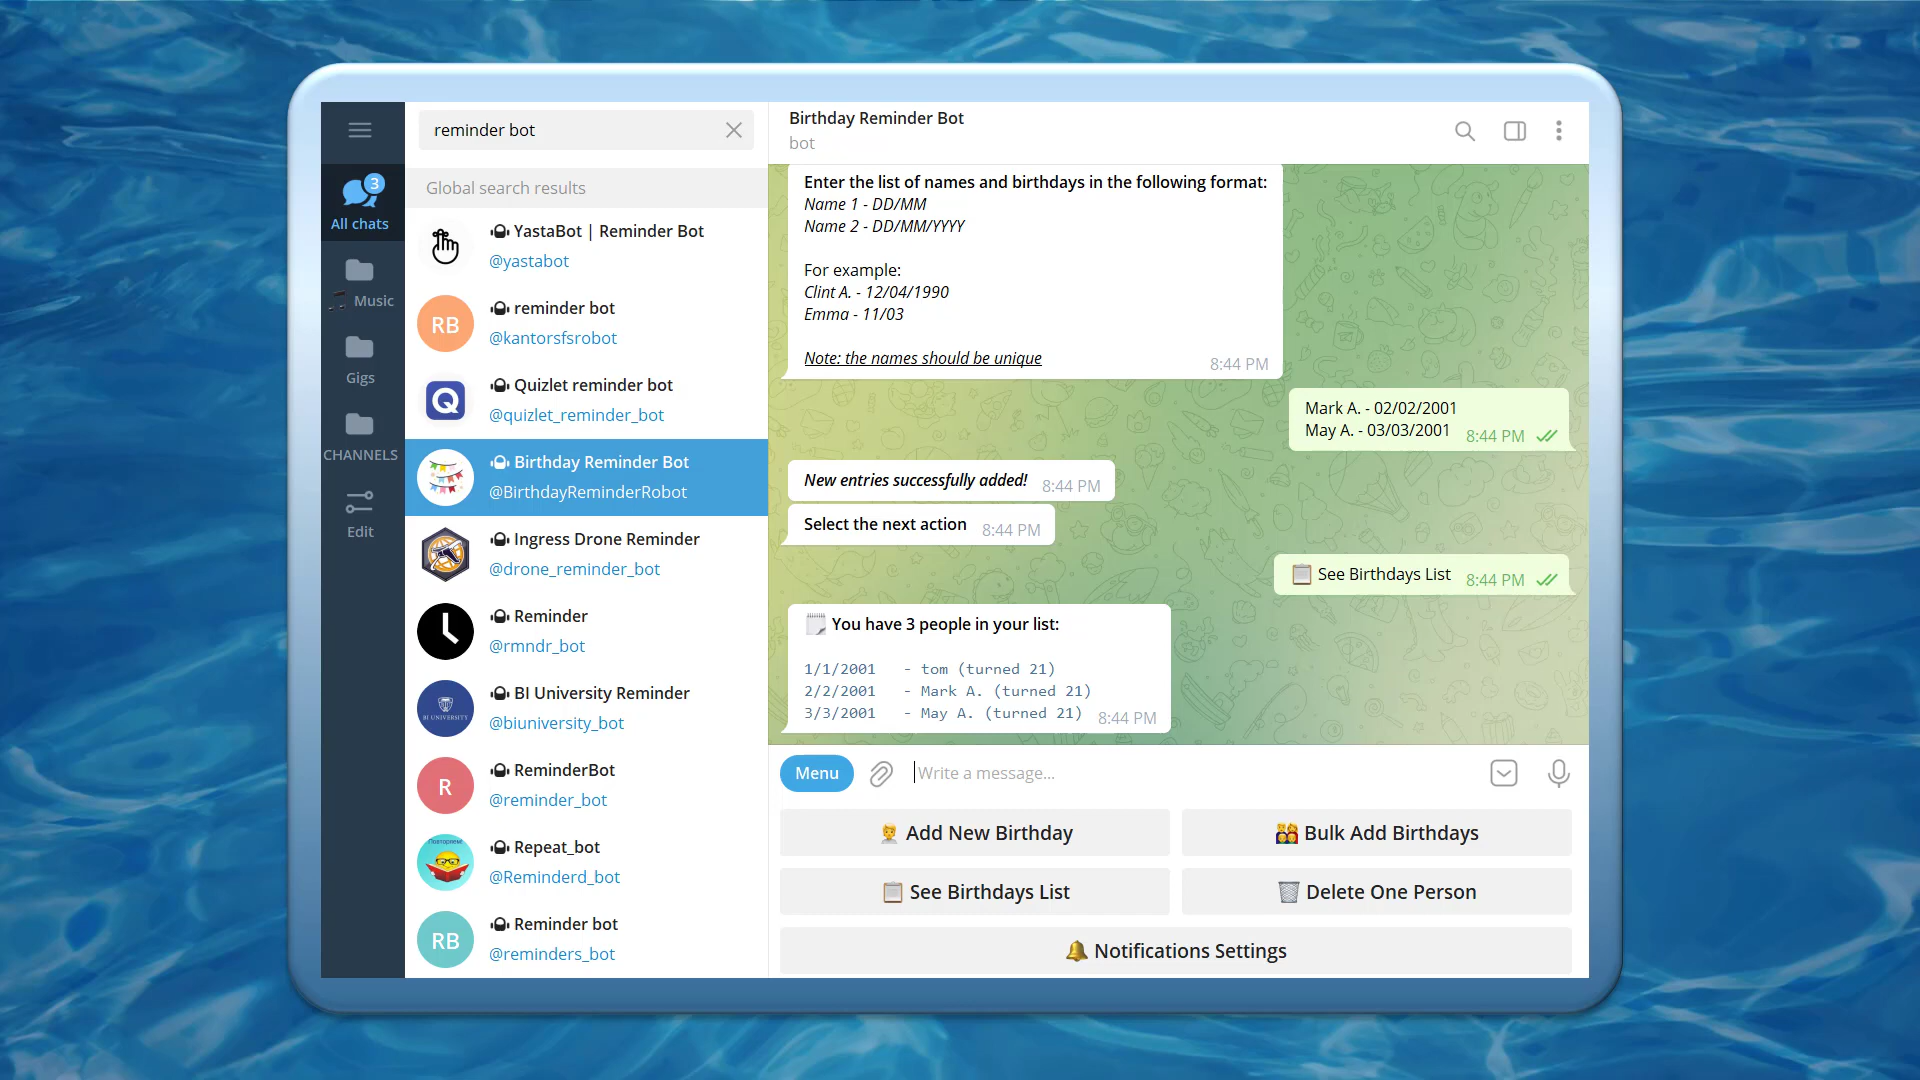 reminder bot
Global search results
3
All chats
Music
Gigs
CHANNELS
Edit
YastaBot | Reminder Bot
@yastabot
RB
reminder bot
@kantorsfsrobot
Q
Quizlet reminder bot
@quizlet_reminder_bot
Birthday Reminder Bot
@BirthdayReminderRobot
Ingress Drone Reminder
@drone_reminder_bot
Reminder
@rmndr_bot
BI UNIVERSITY
BI University Reminder
@biuniversity_bot
R
ReminderBot
@reminder_bot
Repeat_bot
@Reminderd_bot
RB
Reminder bot
@reminders_bot
Birthday Reminder Bot
bot
Enter the list of names and birthdays in the following format:
Name 1 - DD/MM
Name 2 - DD/MM/YYYY
For example:
Clint A. - 12/04/1990
Emma - 11/03
Note: the names should be unique 8:44 PM
Mark A. - 02/02/2001
May A. - 03/03/2001 8:44 PM
New entries successfully added! 8:44 PM
Select the next action 8:44 PM
See Birthdays List 8:44 PM
You have 3 people in your list:
1/1/2001 - tom (turned 21)
2/2/2001 - Mark A. (turned 21)
3/3/2001 - May A. (turned 21) 8:44 PM
Menu
Write a message...
Add New Birthday
Bulk Add Birthdays
See Birthdays List
Delete One Person
Notifications Settings